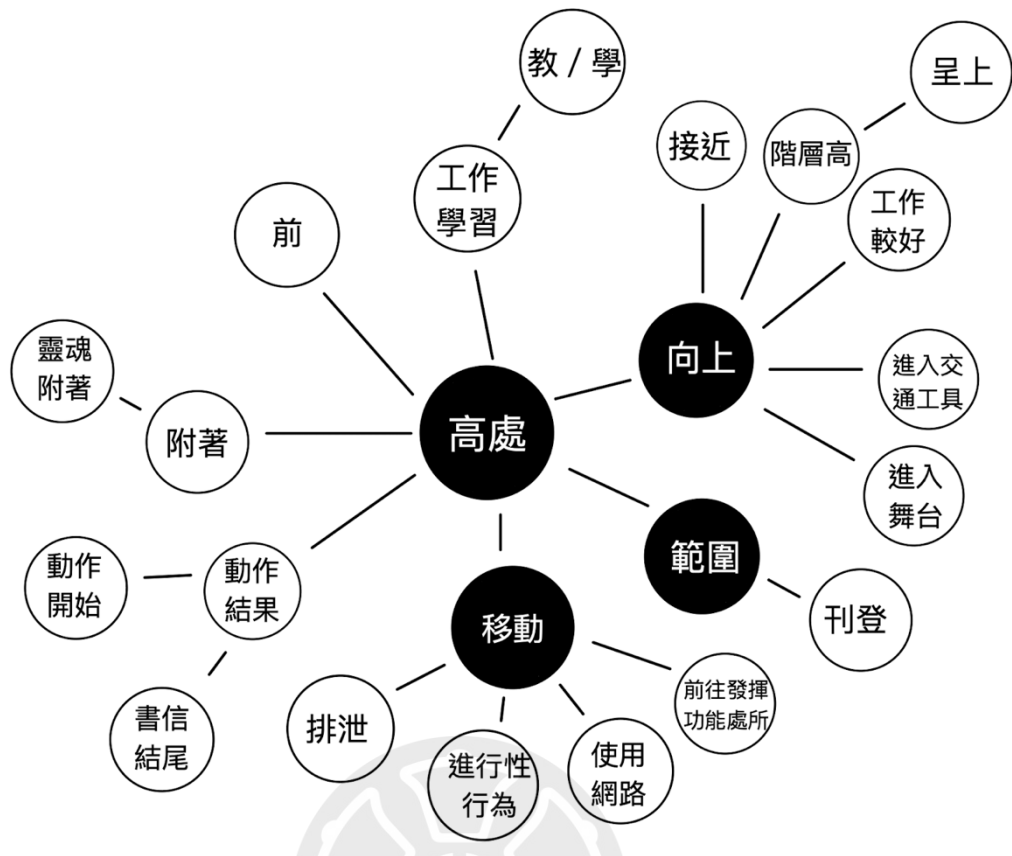 教 / 學
呈上
接近
階層高
工作
學習
工作
較好
前
向上
靈魂
附著
進入交
通工具
高處
附著
進入
舞台
範圍
動作
開始
動作
結果
刊登
移動
前往發揮
功能處所
書信
結尾
排泄
進行性
行為
使用
網路